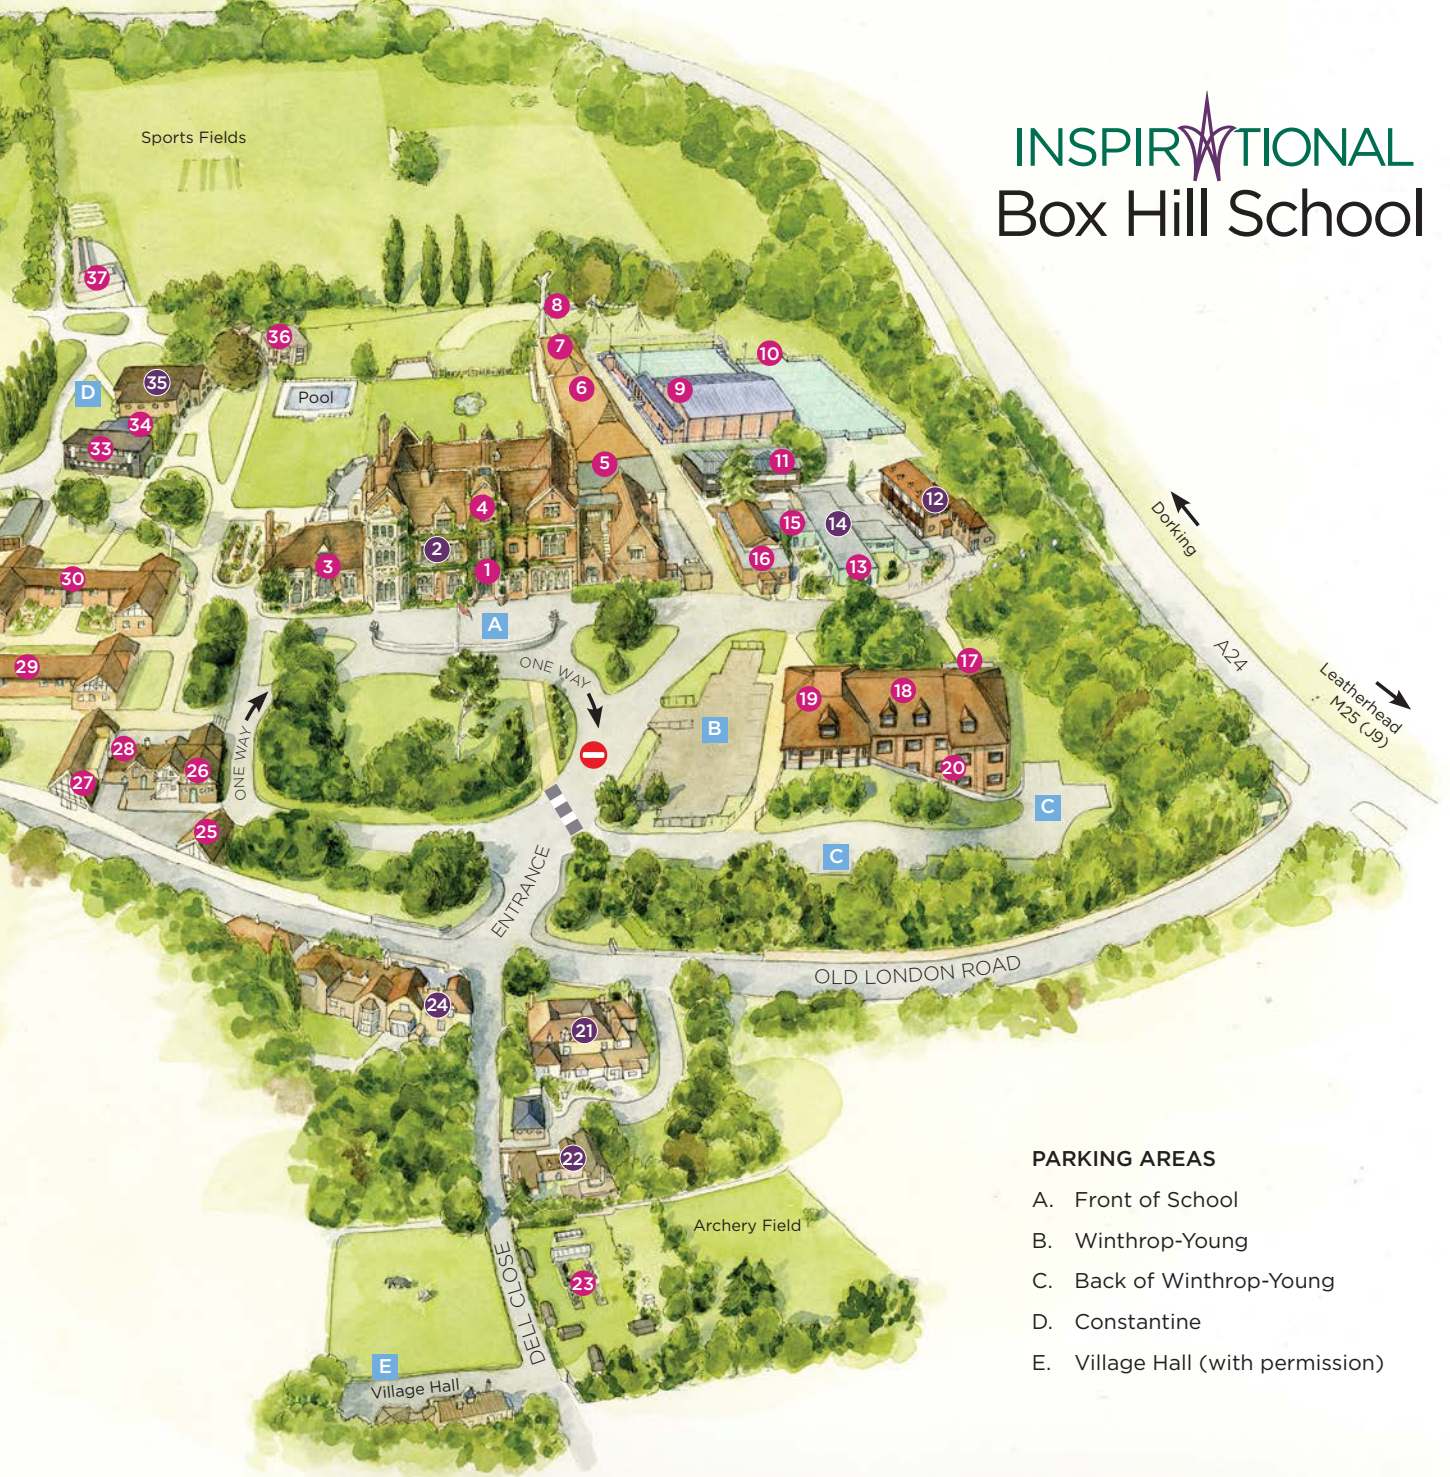 INSPIRATIONAL
Box Hill School
Sports Fields
37
8
36
7
10
35
D
6
9
Pool
34
33
5
11
4
12
15
14
2
16
1
3
13
30
A
ONE WAY
Dorking
A24
Leatherhead
M25 (J9)
29
17
18
19
B
ONE WAY
28
26
27
20
C
25
C
ENTRANCE
OLD LONDON ROAD
24
21
22
Archery Field
23
DELL CLOSE
E
Village Hall
PARKING AREAS
A. Front of School
B. Winthrop-Young
C. Back of Winthrop-Young
D. Constantine
E. Village Hall (with permission)